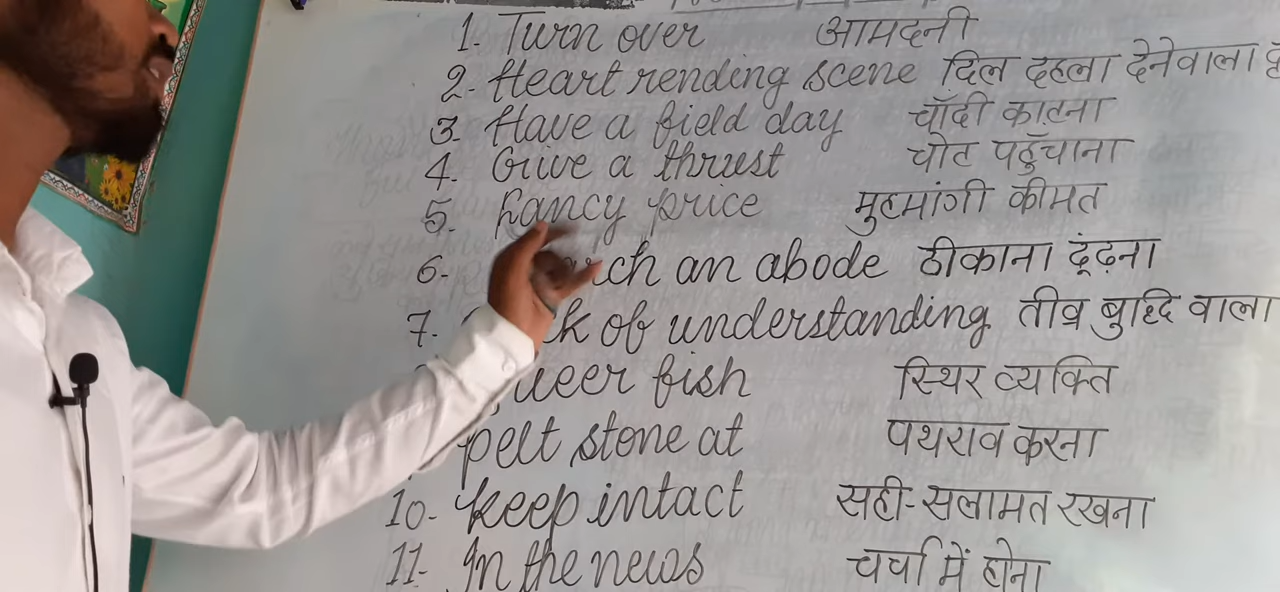 1. Turn over आमदनी
2. Heart rending scene दिल दहला देनेवाला
3. Have a field day चाँदी काटना
4. Give a thrust चोट पहुँचाना
5. Fancy price मुहमांगी कीमत
6. an abode ठीकाना ढूंढ़ना
7. of understanding तीव्र बुद्धि वाला
fish स्थिर व्यक्ति
pelt stone at पथराव करना
10- keep intact सही-सलामत रखना
11- In the news चर्चा में होना